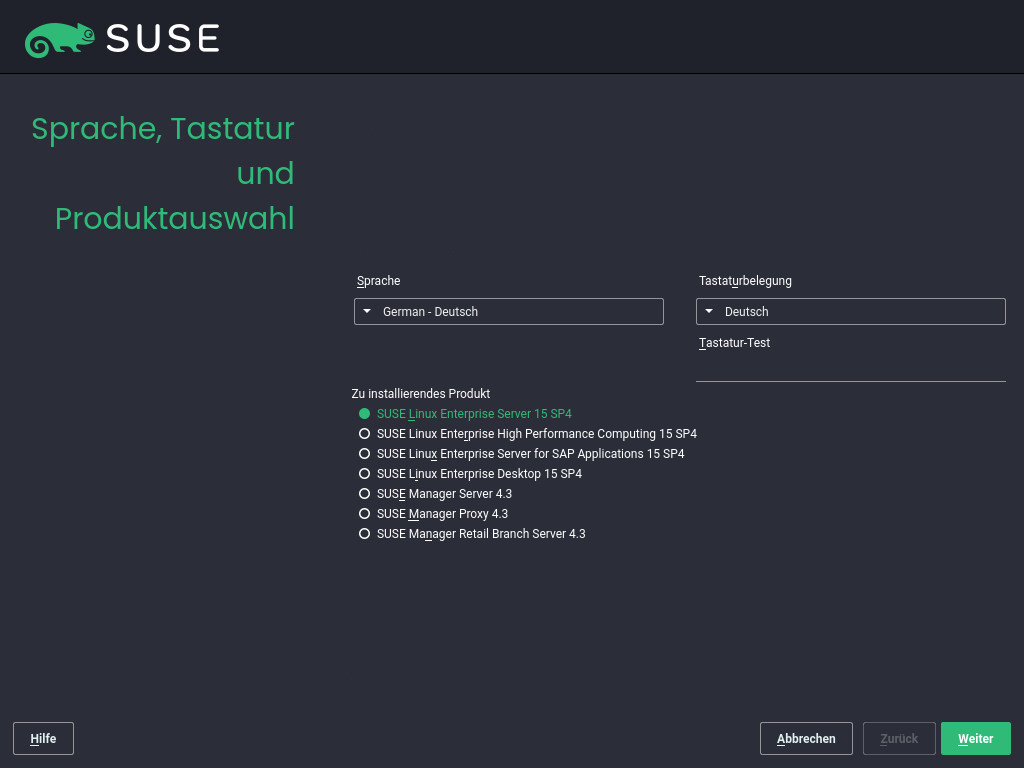 SUSE
Sprache, Tastatur
und
Produktauswahl
Sprache
Tastaturbelegung
German - Deutsch
Deutsch
Tastatur-Test
Zu installierendes Produkt
SUSE Linux Enterprise Server 15 SP4
SUSE Linux Enterprise High Performance Computing 15 SP4
SUSE Linux Enterprise Server for SAP Applications 15 SP4
SUSE Linux Enterprise Desktop 15 SP4
SUSE Manager Server 4.3
SUSE Manager Proxy 4.3
SUSE Manager Retail Branch Server 4.3
Hilfe
Abbrechen
Zurück
Weiter